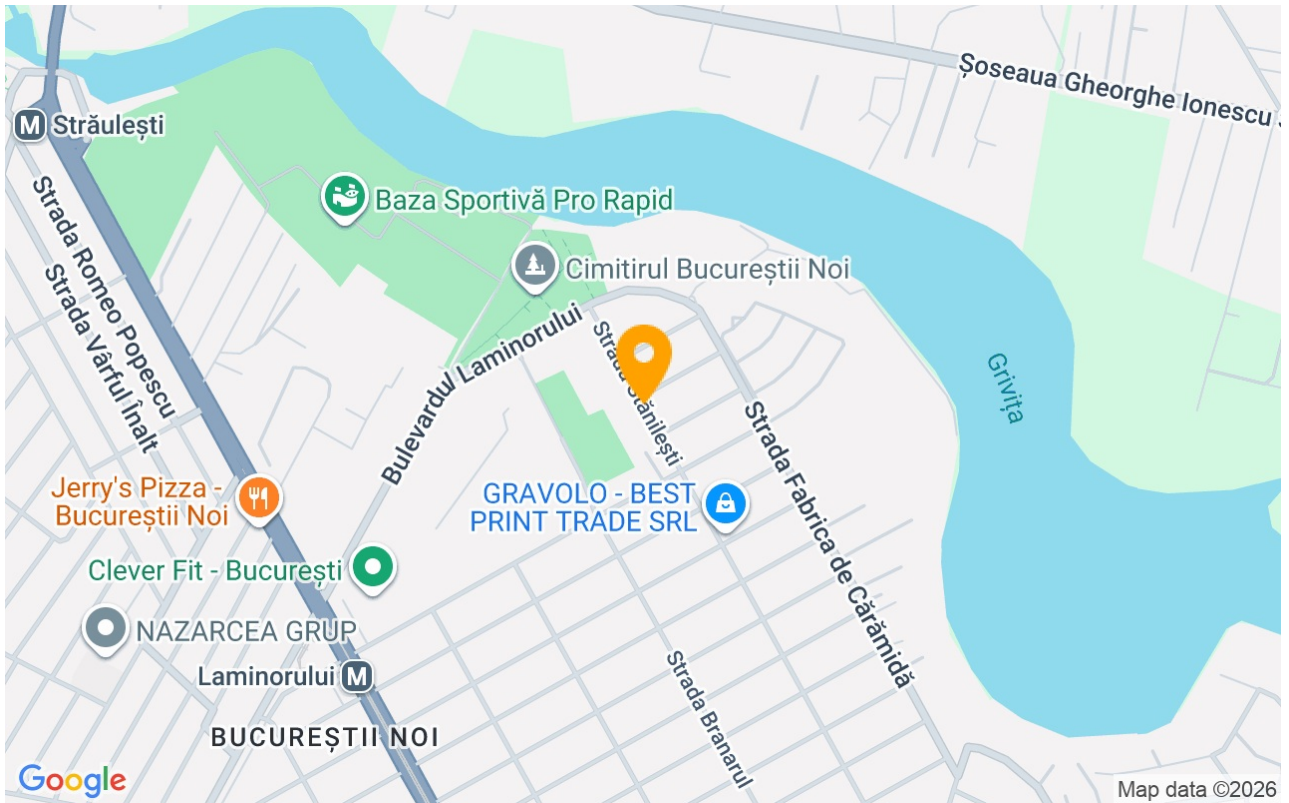 Șoseaua Gheorghe Ionescu
M Străulești
Baza Sportivă Pro Rapid
Strada Romeo Popescu
Cimitirul Bucureștii Noi
Strada Vârful Înalt
Bulevardul Laminorului
Strada Stănilești
Grivița
Strada Fabrica de Cărămidă
Jerry's Pizza -
Bucureștii Noi
GRAVOLO - BEST
PRINT TRADE SRL
Clever Fit - București
NAZARCEA GRUP
Laminorului M
Strada Branarul
BUCUREȘTII NOI
Google
Map data ©2026